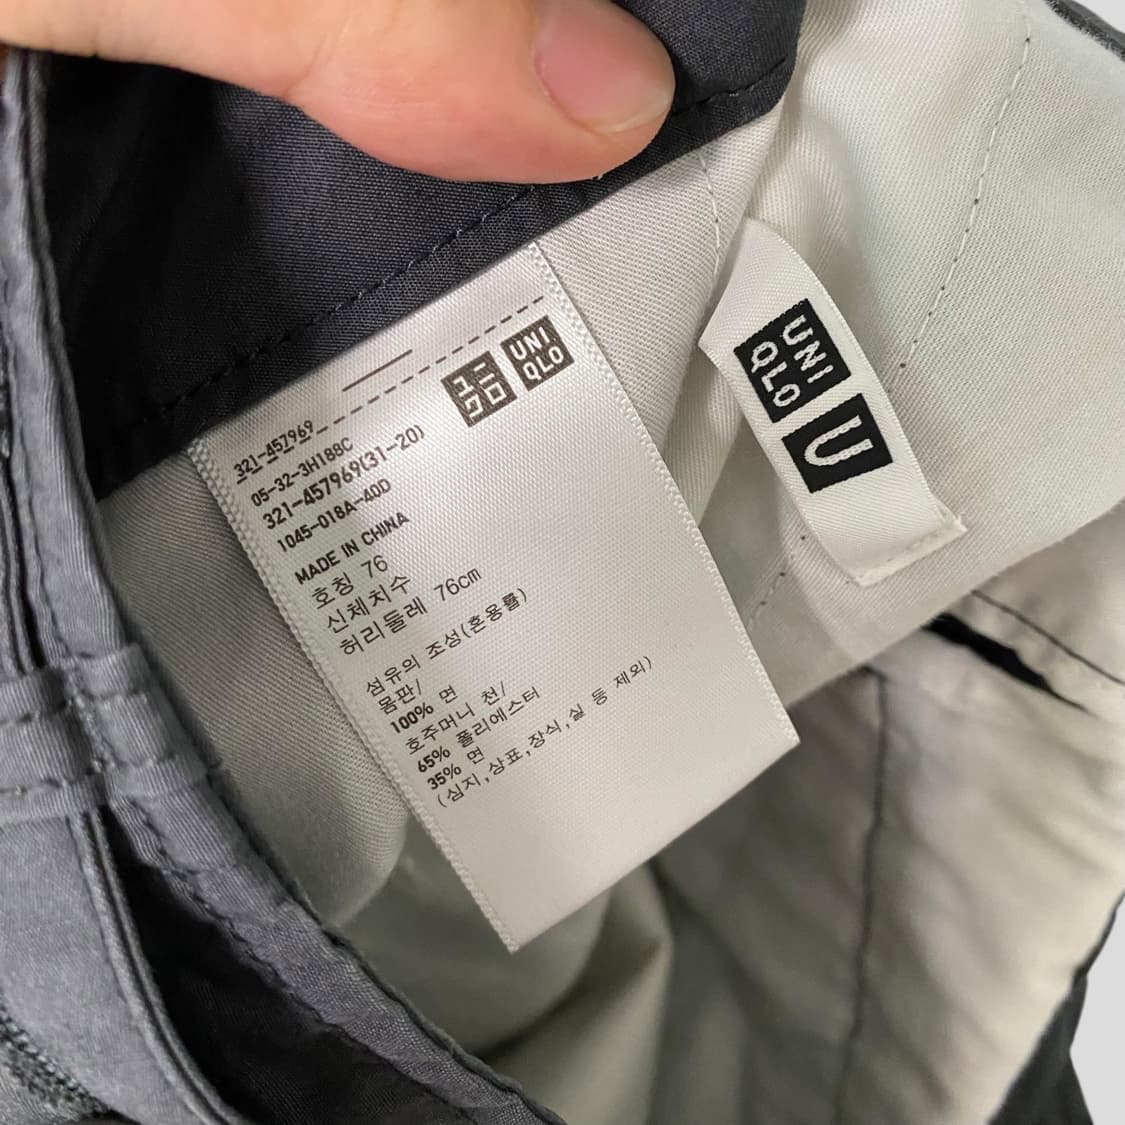 ユニ
クロ
UNI
QLO
321-457969
05-32-3H188C
321-457969(31-20)
1045-018A-40D
MADE IN CHINA
호칭 76
신체치수
허리둘레 76cm
섬유의 조성(혼용률)
몸판/
100% 면
호주머니 천/
65% 폴리에스터
35% 면
(심지,상표,장식,실 등 제외)
UNI
QLO
U